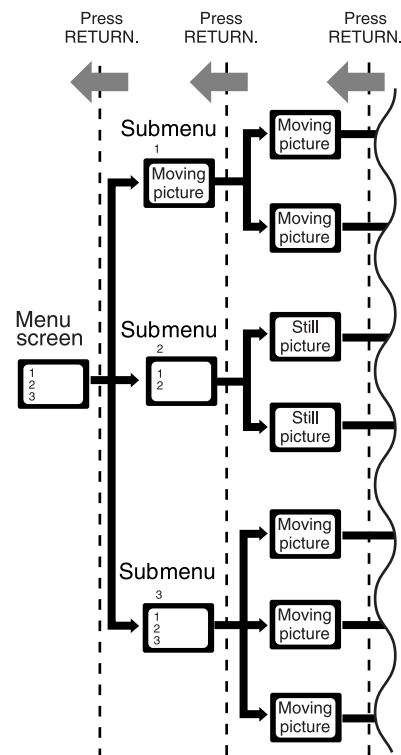 Press
RETURN.
Press
RETURN.
Press
RETURN.
Submenu
1
Moving
picture
Moving
picture
Moving
picture
Menu
screen
1
2
3
Submenu
2
1
2
Still
picture
Still
picture
Submenu
3
1
2
3
Moving
picture
Moving
picture
Moving
picture